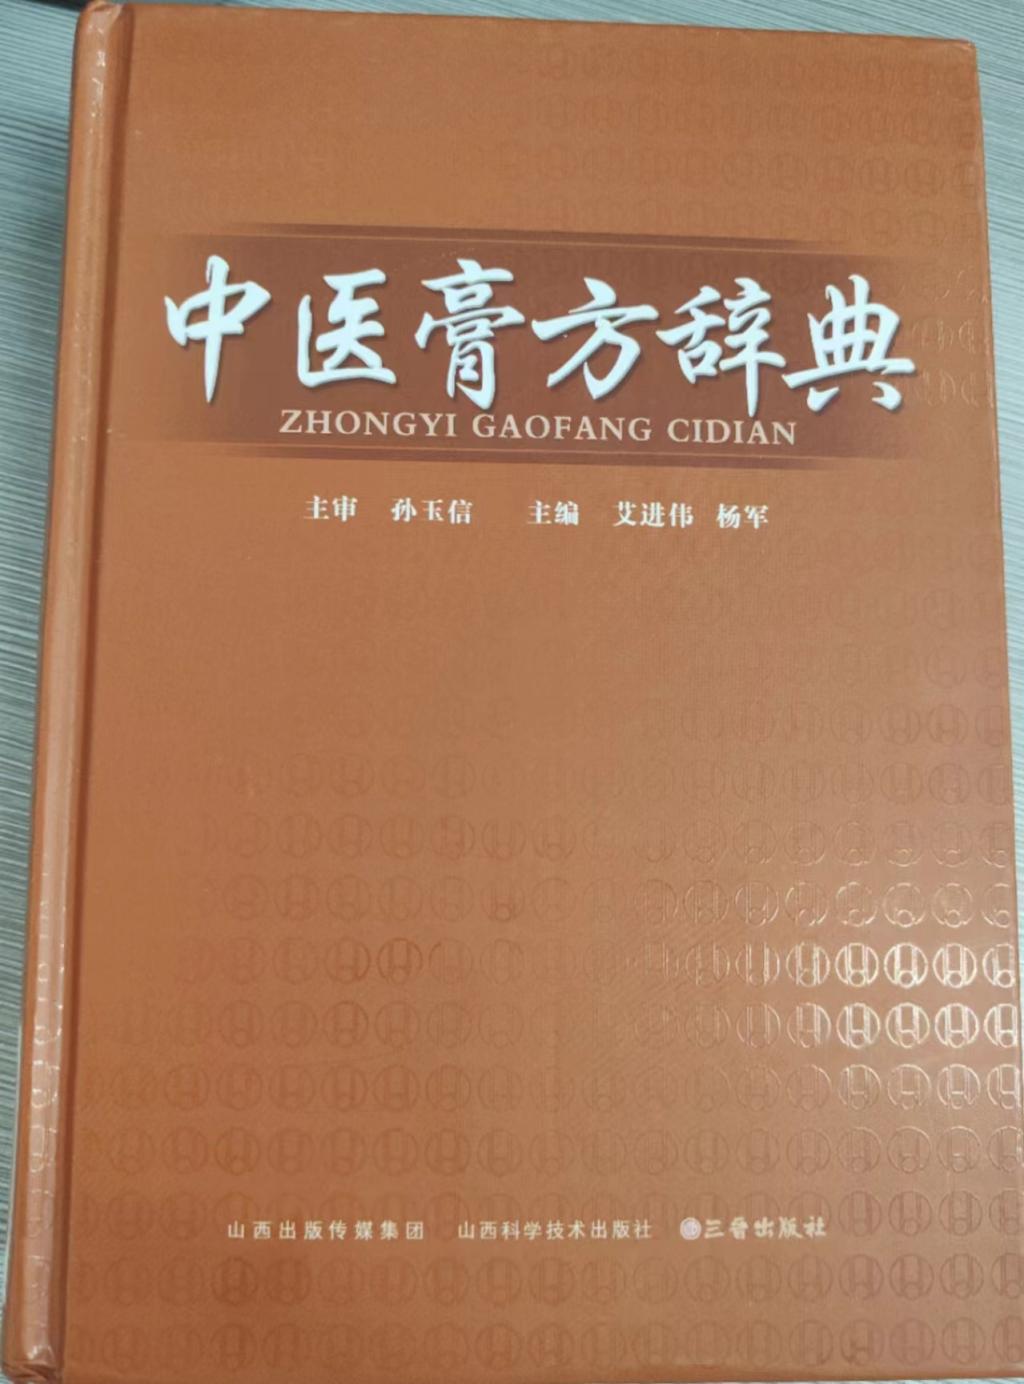 中医膏方辞典
ZHONGYI GAOFANG CIDIAN
主审 孙玉信 主编 艾进伟 杨军
山西出版传媒集团 山西科学技术出版社 三晋出版社